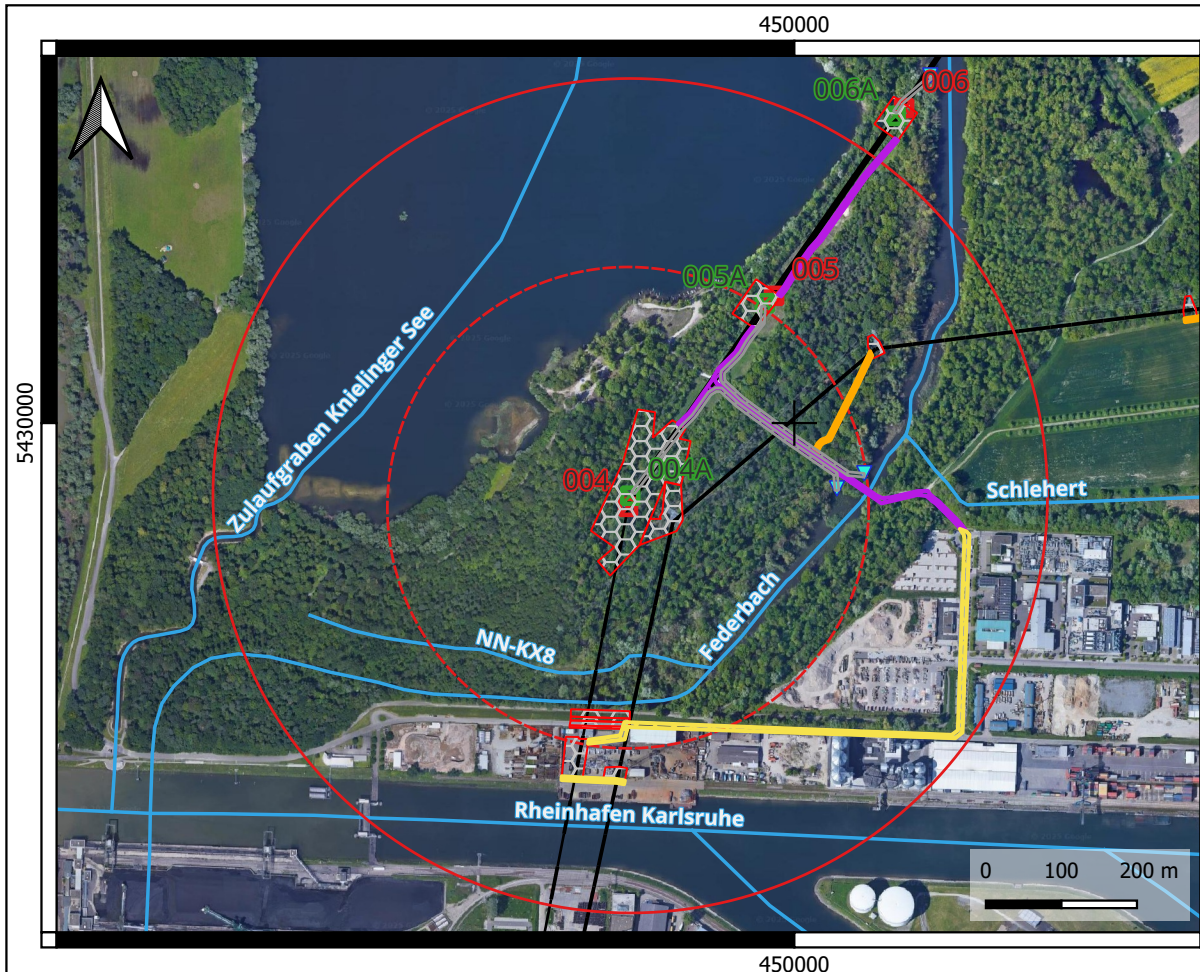 450000
006A
006
005A
005
5430000
Zulaufgraben Knielinger See
004
004A
Schlehert
Federbach
NN-KX8
Rheinhafen Karlsruhe
0 100 200 m
450000